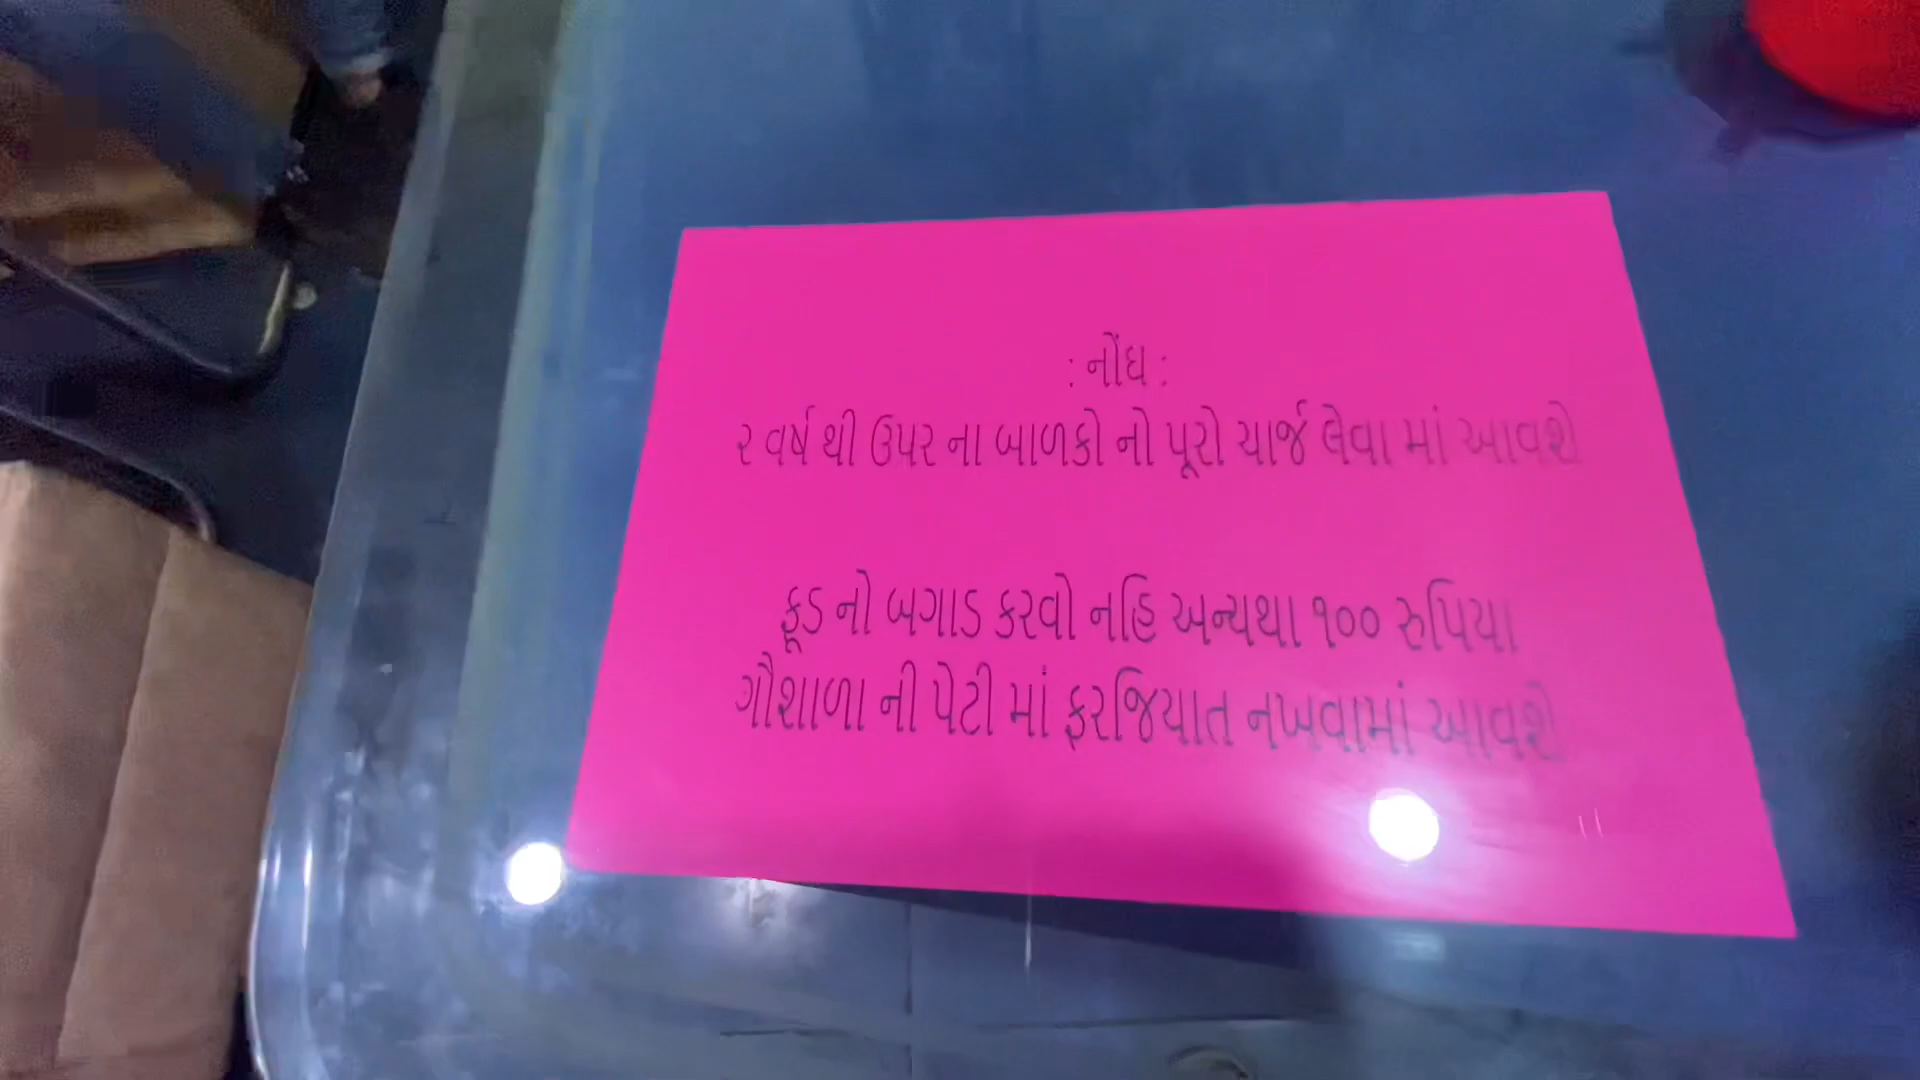 : નોંઘ :
૨ વર્ષ થી ઉપર ના બાળકો નો પૂરો ચાર્જ લેવા માં આવશે
ફૂડ નો બગાડ કરવો નહિ અન્યથા ૧૦૦ રુપિયા
ગૌશાળા ની પેટી માં ફરજિયાત નખવામાં આવશે